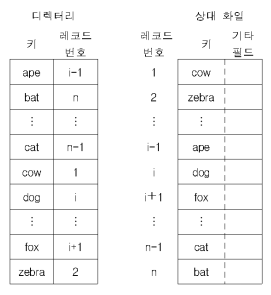 디렉터리 상대 화일
키 레코드 번호 레코드 번호 키 기타 필드
ape i-1 1 cow
bat n 2 zebra
⋮ ⋮ ⋮ ⋮
cat n-1 i-1 ape
cow 1 i dog
dog i i+1 fox
⋮ ⋮ ⋮ ⋮
fox i+1 n-1 cat
zebra 2 n bat